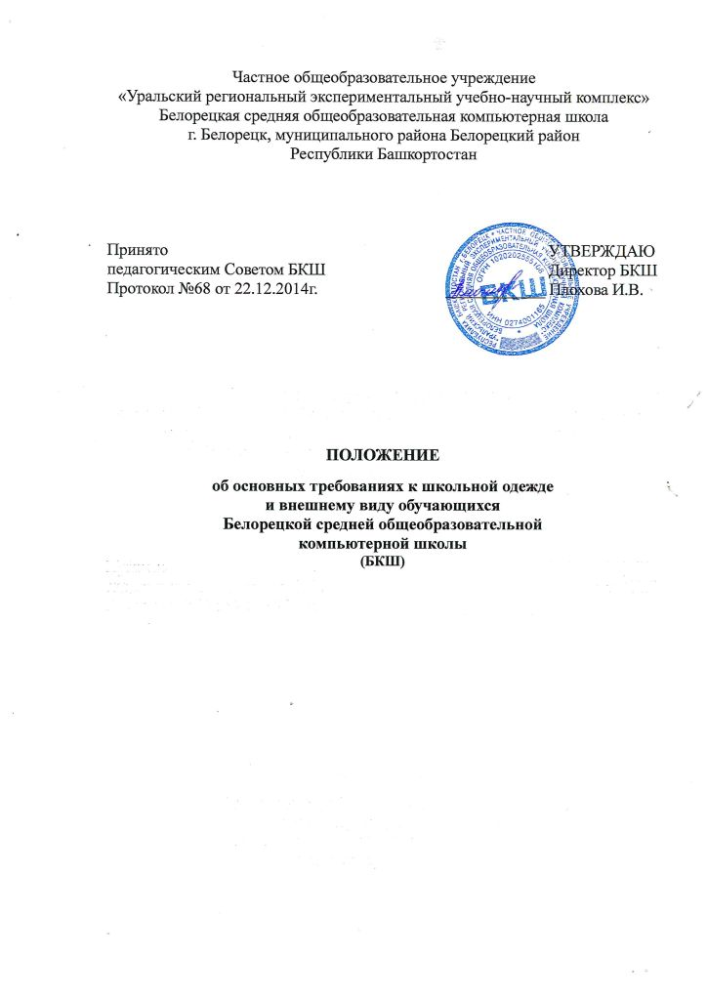 Частное общеобразовательное учреждение
«Уральский региональный экспериментальный учебно-научный комплекс»
Белорецкая средняя общеобразовательная компьютерная школа
г. Белорецк, муниципального района Белорецкий район
Республики Башкортостан
Принято УТВЕРЖДАЮ
педагогическим Советом БКШ Директор БКШ
Протокол №68 от 22.12.2014г. Плохова И.В.
БКШ
ИНН 0274001165
ПОЛОЖЕНИЕ
об основных требованиях к школьной одежде
и внешнему виду обучающихся
Белорецкой средней общеобразовательной
компьютерной школы
(БКШ)